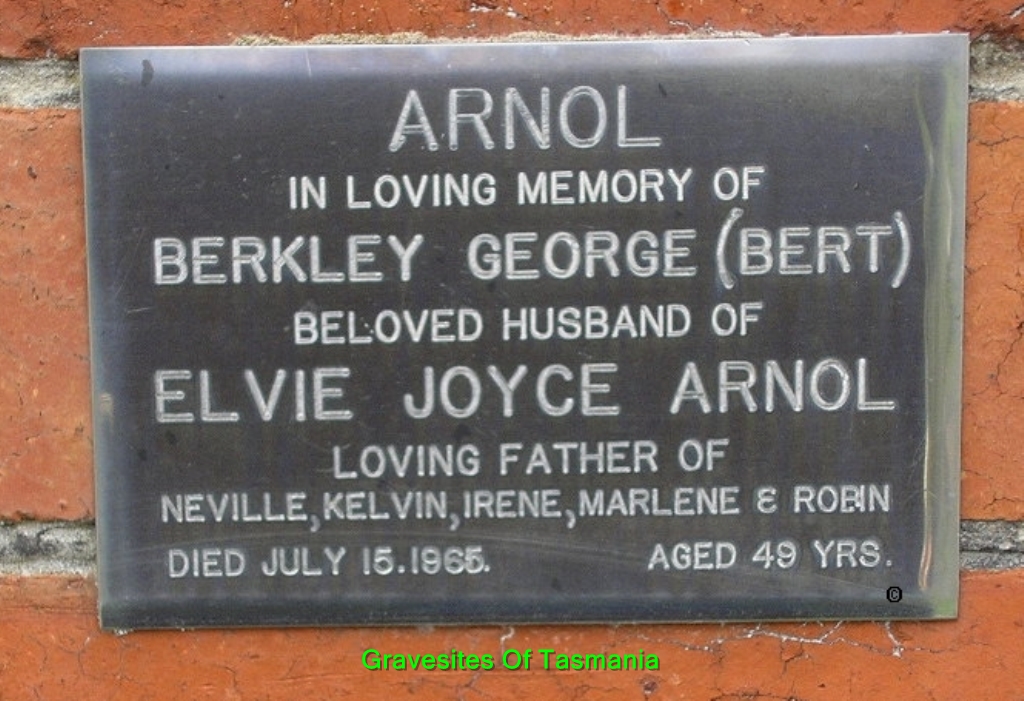 ARNOL
IN LOVING MEMORY OF
BERKLEY GEORGE (BERT)
BELOVED HUSBAND OF
ELVIE JOYCE ARNOL
LOVING FATHER OF
NEVILLE, KELVIN, IRENE, MARLENE & ROBIN
DIED JULY 15.1965. AGED 49 YRS.
©
Gravesites Of Tasmania